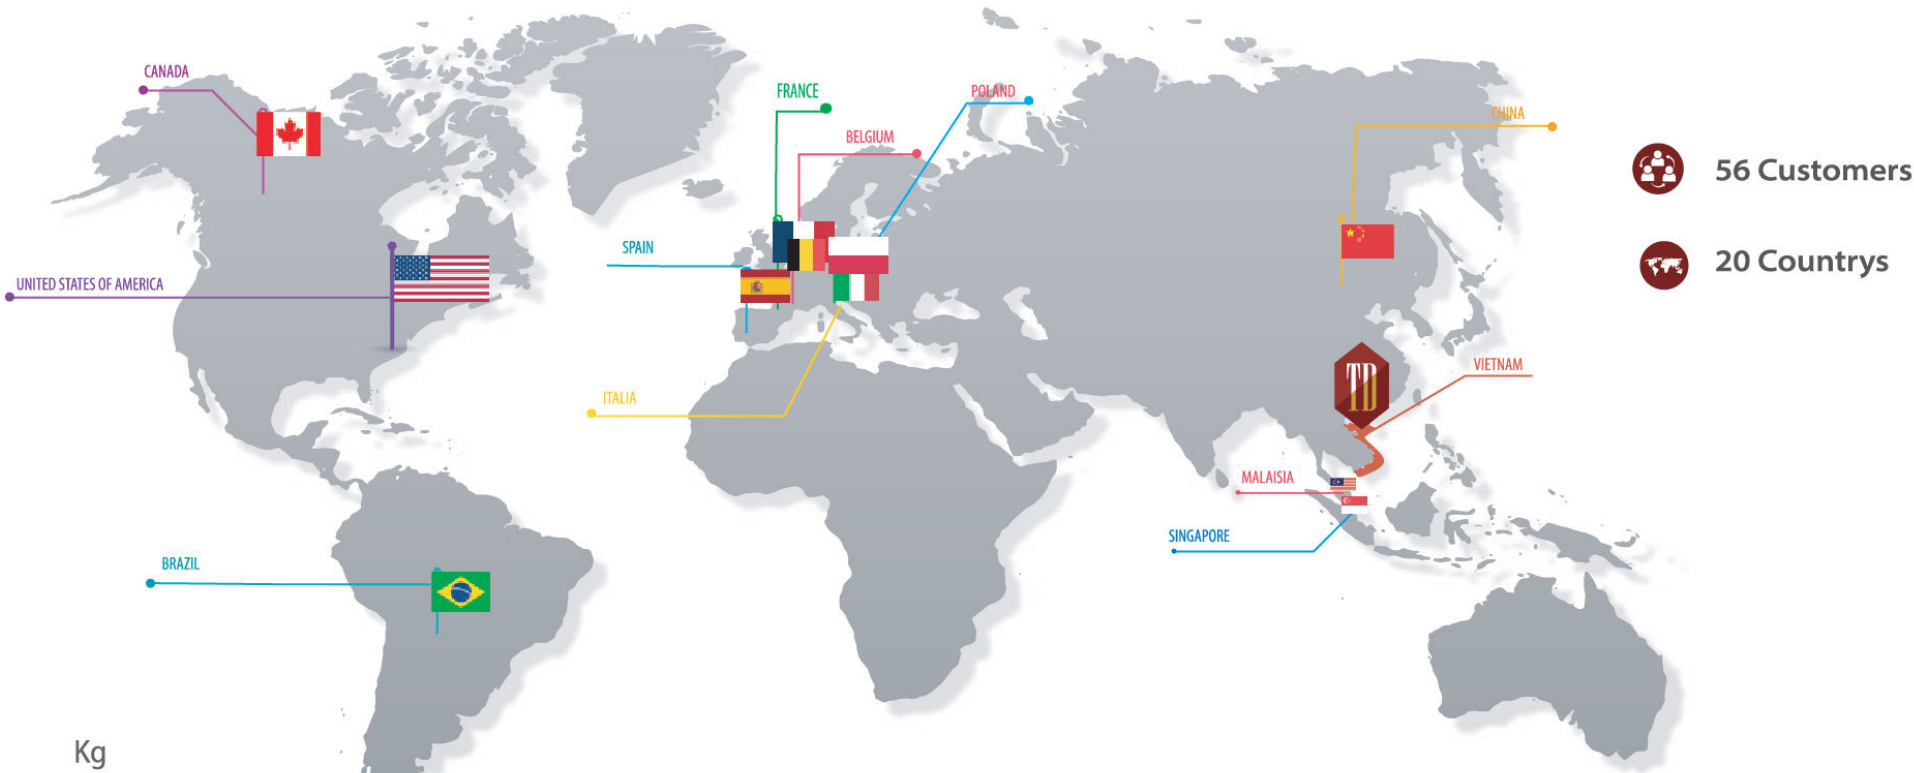 CANADA
FRANCE
POLAND
CHINA
BELGIUM
56 Customers
SPAIN
20 Countrys
UNITED STATES OF AMERICA
VIETNAM
TD
ITALIA
MALAISIA
SINGAPORE
BRAZIL
Kg